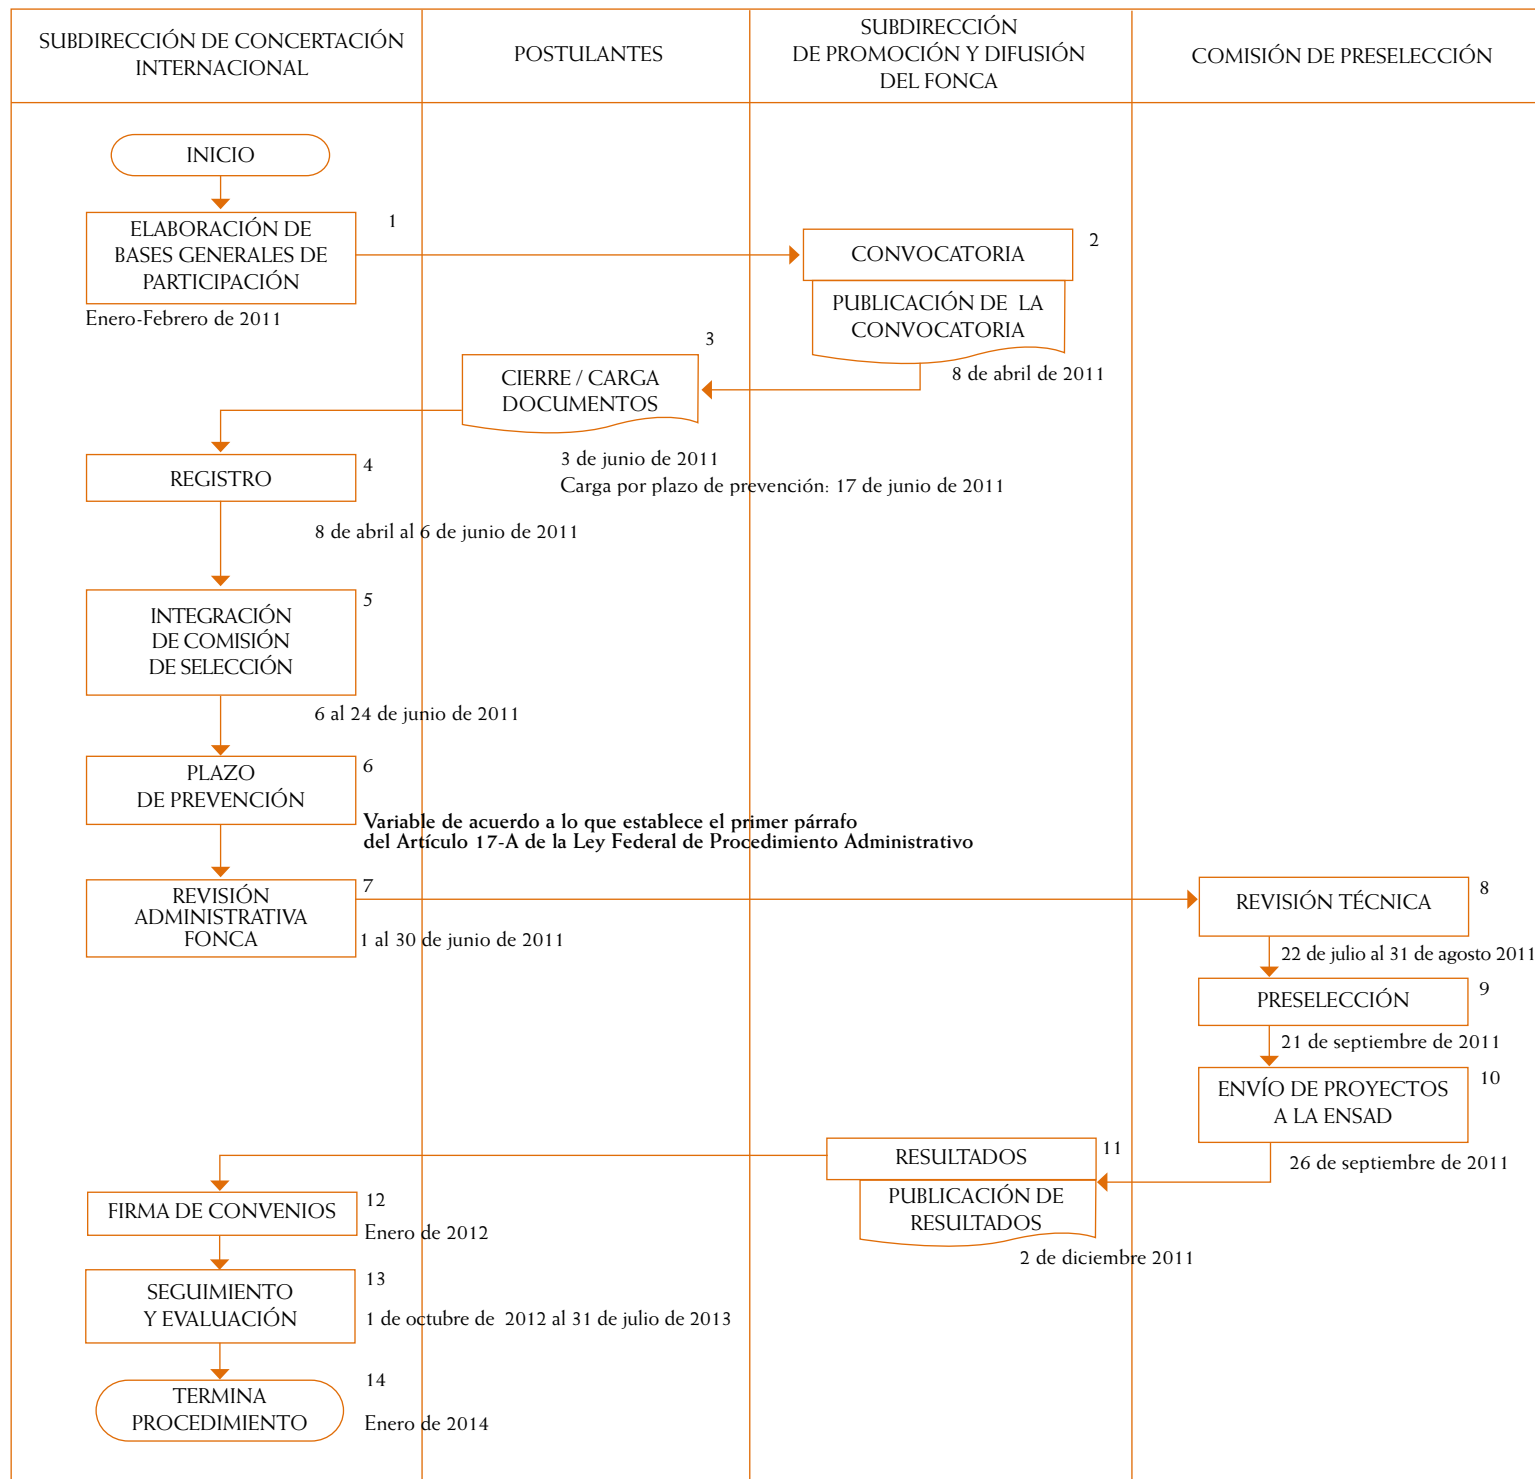 SUBDIRECCIÓN DE CONCERTACIÓN
INTERNACIONAL
POSTULANTES
SUBDIRECCIÓN
DE PROMOCIÓN Y DIFUSIÓN
DEL FONCA
COMISIÓN DE PRESELECCIÓN
INICIO
1
ELABORACIÓN DE
BASES GENERALES DE
PARTICIPACIÓN
Enero-Febrero de 2011
2
CONVOCATORIA
PUBLICACIÓN DE LA
CONVOCATORIA
8 de abril de 2011
3
CIERRE / CARGA
DOCUMENTOS
3 de junio de 2011
Carga por plazo de prevención: 17 de junio de 2011
4
REGISTRO
8 de abril al 6 de junio de 2011
5
INTEGRACIÓN
DE COMISIÓN
DE SELECCIÓN
6 al 24 de junio de 2011
6
PLAZO
DE PREVENCIÓN
Variable de acuerdo a lo que establece el primer párrafo
del Artículo 17-A de la Ley Federal de Procedimiento Administrativo
7
REVISIÓN
ADMINISTRATIVA
FONCA
1 al 30 de junio de 2011
8
REVISIÓN TÉCNICA
22 de julio al 31 de agosto 2011
9
PRESELECCIÓN
21 de septiembre de 2011
10
ENVÍO DE PROYECTOS
A LA ENSAD
26 de septiembre de 2011
11
RESULTADOS
PUBLICACIÓN DE
RESULTADOS
2 de diciembre 2011
12
FIRMA DE CONVENIOS
Enero de 2012
13
SEGUIMIENTO
Y EVALUACIÓN
1 de octubre de 2012 al 31 de julio de 2013
14
TERMINA
PROCEDIMIENTO
Enero de 2014